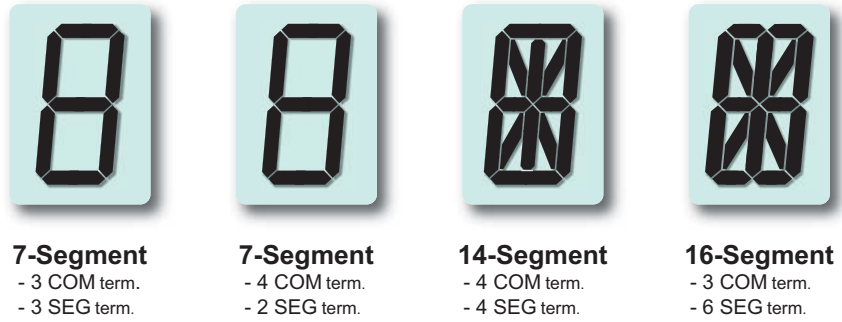 7-Segment
- 3 COM term.
- 3 SEG term.
7-Segment
- 4 COM term.
- 2 SEG term.
14-Segment
- 4 COM term.
- 4 SEG term.
16-Segment
- 3 COM term.
- 6 SEG term.